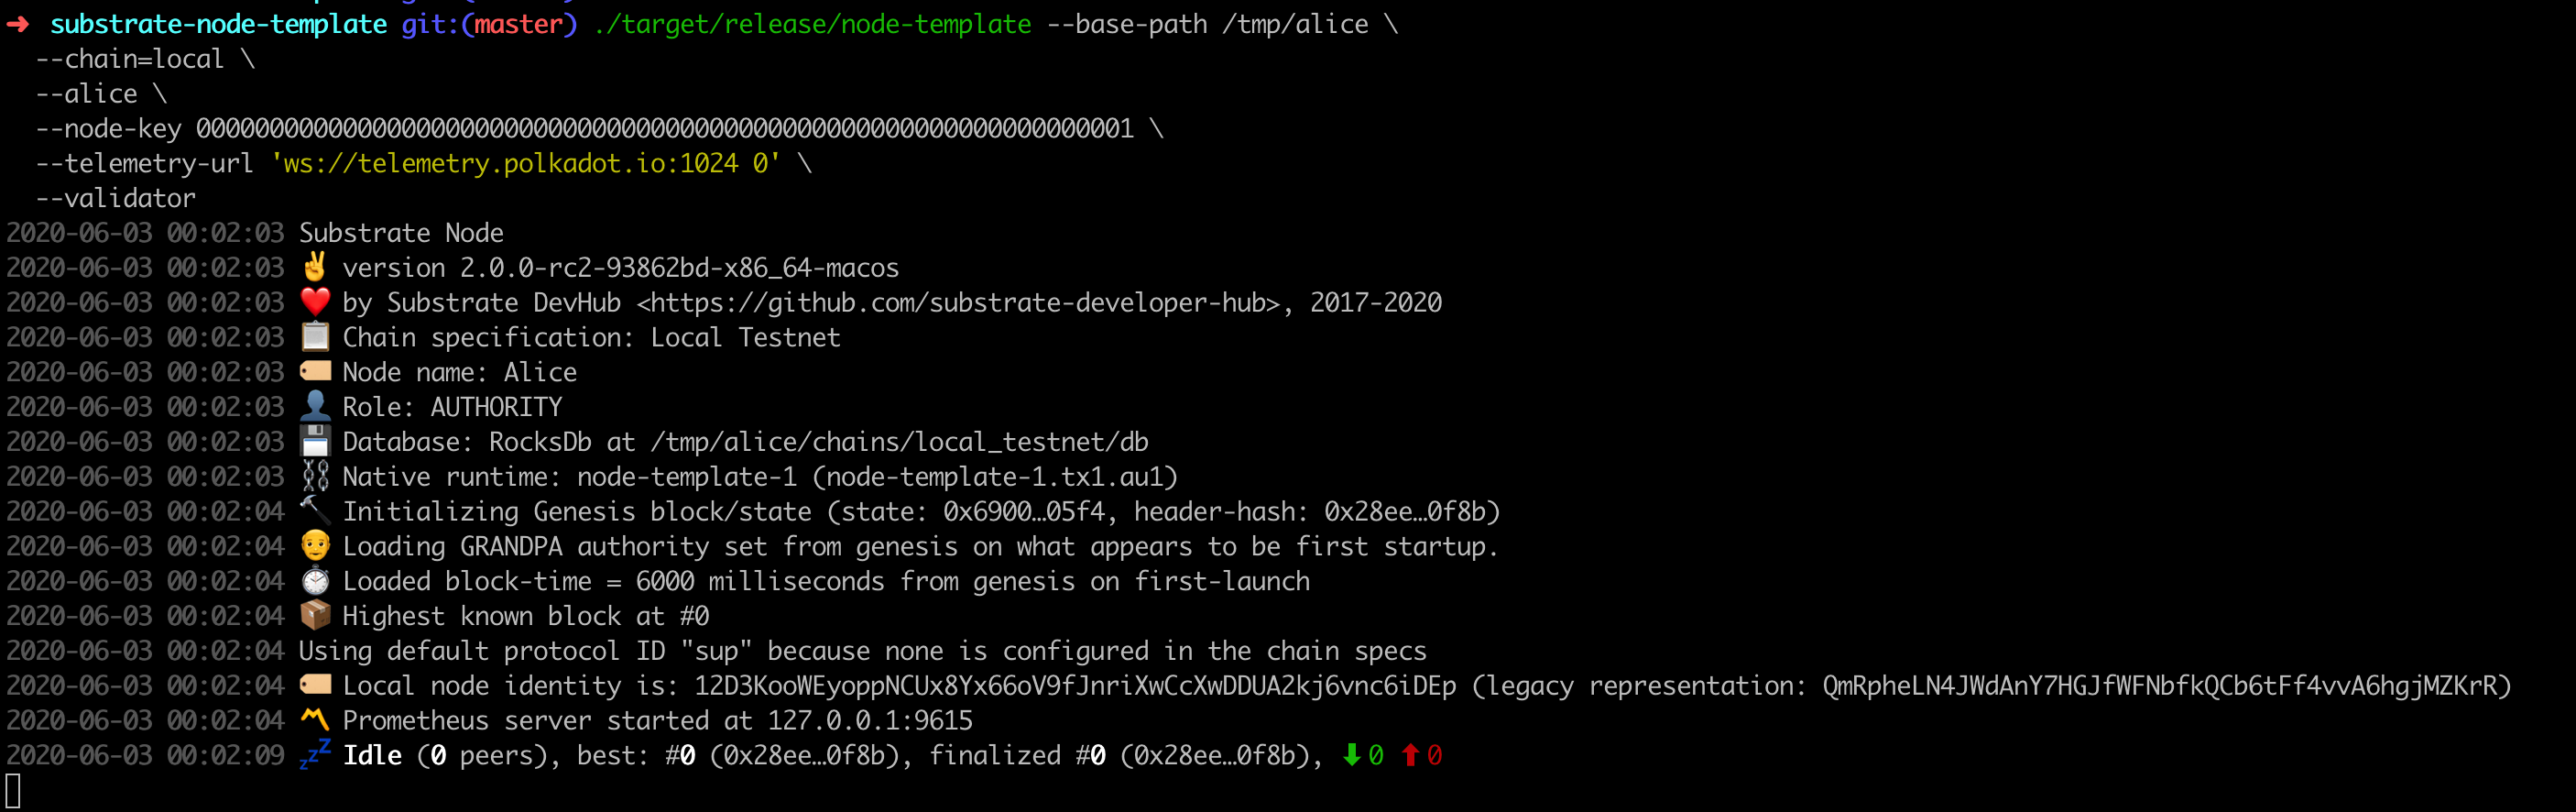 ➜ substrate-node-template git:(master) ./target/release/node-template --base-path /tmp/alice \
--chain=local \
--alice \
--node-key 0000000000000000000000000000000000000000000000000000000000000001 \
--telemetry-url 'ws://telemetry.polkadot.io:1024 0' \
--validator
2020-06-03 00:02:03 Substrate Node
2020-06-03 00:02:03 ✌️ version 2.0.0-rc2-93862bd-x86_64-macos
2020-06-03 00:02:03 ❤️ by Substrate DevHub <https://github.com/substrate-developer-hub>, 2017-2020
2020-06-03 00:02:03 📋 Chain specification: Local Testnet
2020-06-03 00:02:03 🏷 Node name: Alice
2020-06-03 00:02:03 👤 Role: AUTHORITY
2020-06-03 00:02:03 💾 Database: RocksDb at /tmp/alice/chains/local_testnet/db
2020-06-03 00:02:03 ⛓ Native runtime: node-template-1 (node-template-1.tx1.au1)
2020-06-03 00:02:04 🔨 Initializing Genesis block/state (state: 0x6900…05f4, header-hash: 0x28ee…0f8b)
2020-06-03 00:02:04 👴 Loading GRANDPA authority set from genesis on what appears to be first startup.
2020-06-03 00:02:04 ⏱ Loaded block-time = 6000 milliseconds from genesis on first-launch
2020-06-03 00:02:04 📦 Highest known block at #0
2020-06-03 00:02:04 Using default protocol ID "sup" because none is configured in the chain specs
2020-06-03 00:02:04 🏷 Local node identity is: 12D3KooWEyoppNCUx8Yx66oV9fJnriXwCcXwDDUA2kj6vnc6iDEp (legacy representation: QmRpheLN4JWdAnY7HGJfWFNbfkQCb6tFf4vvA6hgjMZKrR)
2020-06-03 00:02:04 〽️ Prometheus server started at 127.0.0.1:9615
2020-06-03 00:02:09 💤 Idle (0 peers), best: #0 (0x28ee…0f8b), finalized #0 (0x28ee…0f8b), ⬇ 0 ⬆ 0